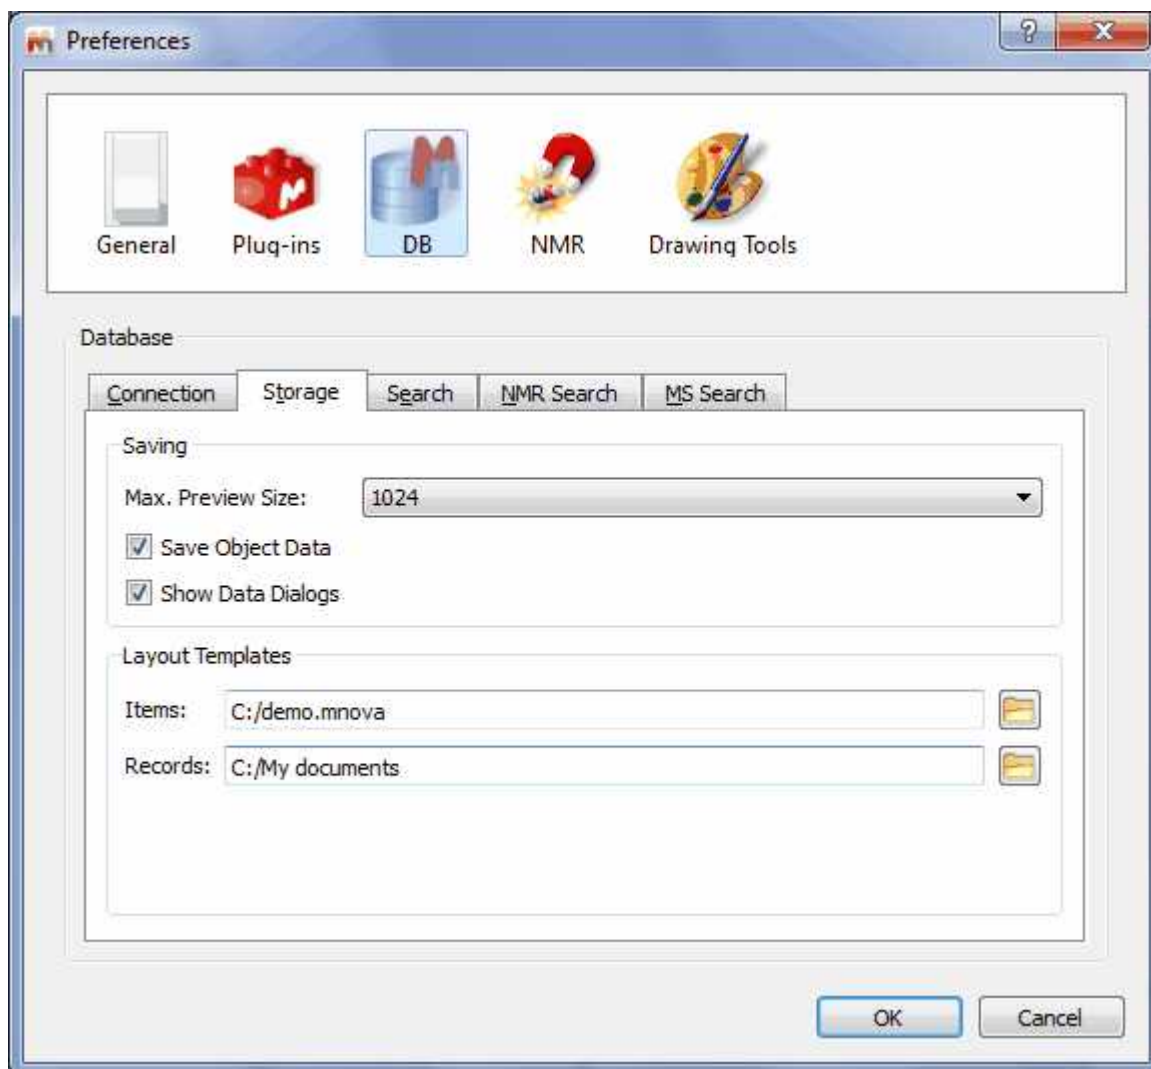 Preferences
General Plug-ins DB NMR Drawing Tools
Database
Connection Storage Search NMR Search MS Search
Saving
Max. Preview Size: 1024
Save Object Data
Show Data Dialogs
Layout Templates
Items: C:/demo.mnova
Records: C:/My documents
OK Cancel